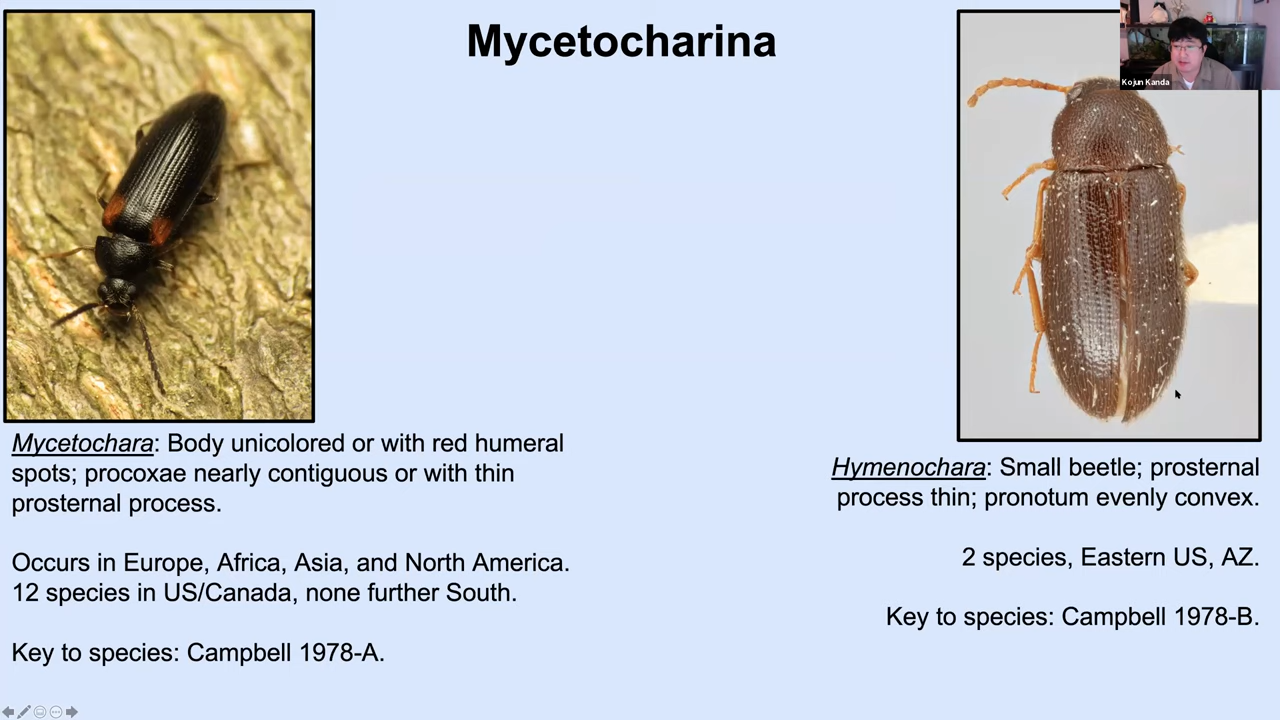 Mycetocharina
Kojun Kanda
Mycetochara: Body unicolored or with red humeral
spots; procoxae nearly contiguous or with thin
prosternal process.
Occurs in Europe, Africa, Asia, and North America.
12 species in US/Canada, none further South.
Key to species: Campbell 1978-A.
Hymenochara: Small beetle; prosternal
process thin; pronotum evenly convex.
2 species, Eastern US, AZ.
Key to species: Campbell 1978-B.